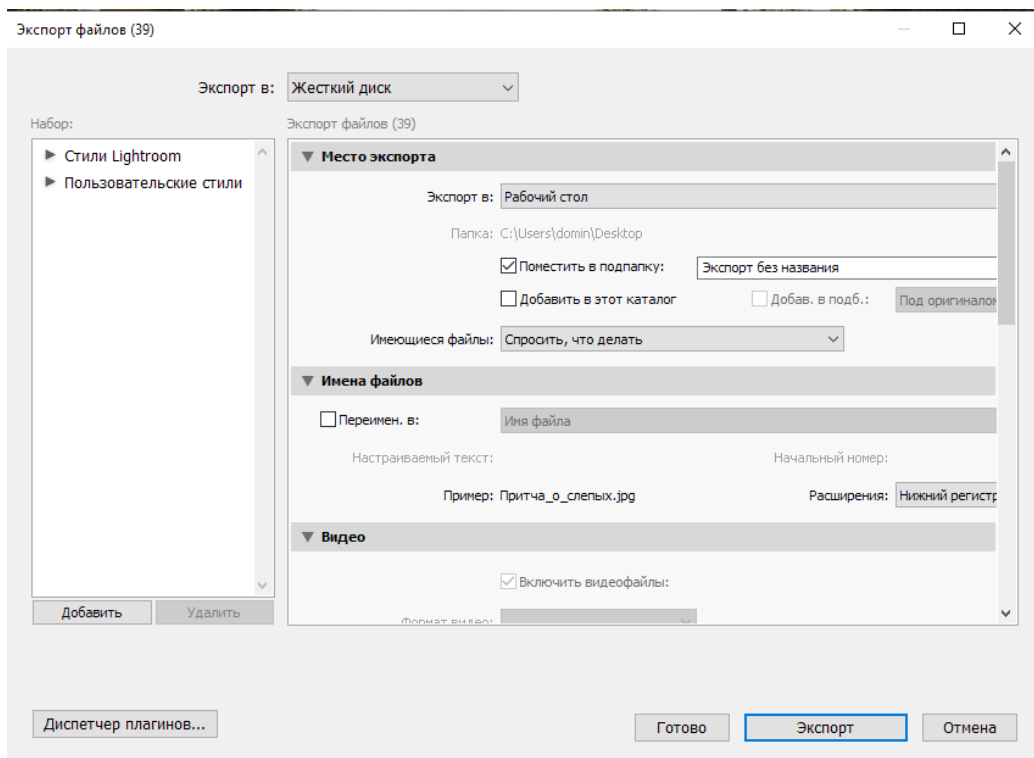 Экспорт файлов (39)
Экспорт в: Жесткий диск
Набор:
Экспорт файлов (39)
Стили Lightroom
Пользовательские стили
Добавить Удалить
Место экспорта
Экспорт в: Рабочий стол
Папка: C:\Users\domin\Desktop
Поместить в подпапку: Экспорт без названия
Добавить в этот каталог Добав. в подб.: Под оригиналом
Имеющиеся файлы: Спросить, что делать
Имена файлов
Переимен. в: Имя файла
Настраиваемый текст: Начальный номер:
Пример: Притча_о_слепых.jpg Расширения: Нижний регистр
Видео
Включить видеофайлы:
Формат видео:
Диспетчер плагинов... Готово Экспорт Отмена